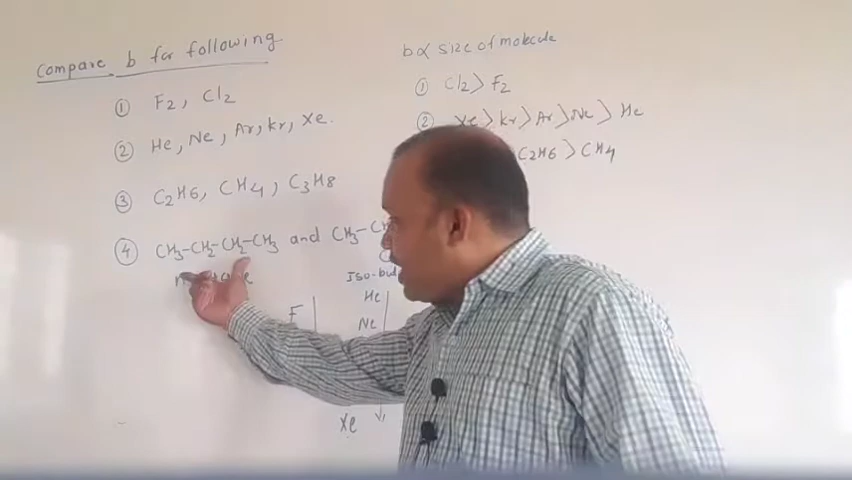 Compare b for following
① F2, Cl2
② He, Ne, Ar, kr, Xe.
③ C2H6, CH4, C3H8
④ CH3-CH2-CH2-CH3 and CH3-
Iso-bu
He
F
Ne
Xe
b∝ size of molecule
① Cl2 > F2
② Xe > kr > Ar > Ne > He
C2H6 > CH4